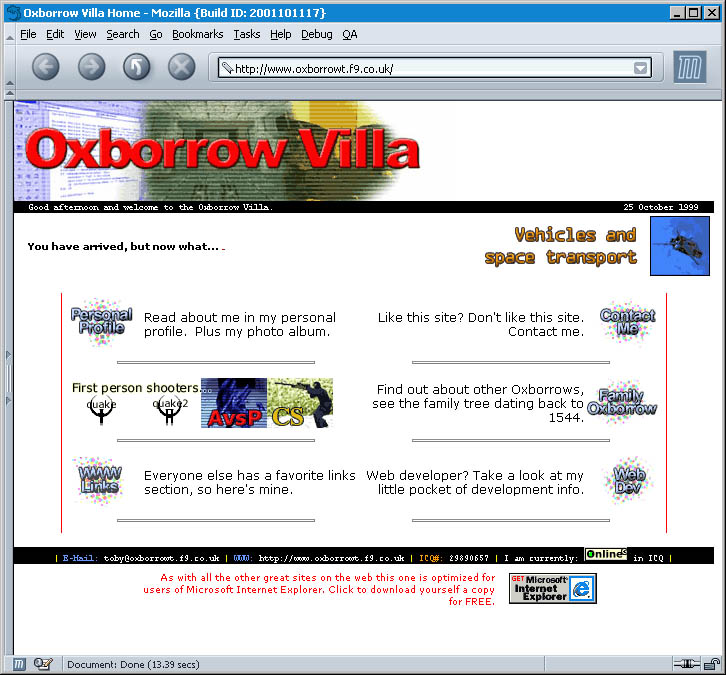 Oxborrow Villa Home - Mozilla {Build ID: 2001101117}
File Edit View Search Go Bookmarks Tasks Help Debug QA
http://www.oxborrowt.f9.co.uk/
Oxborrow Villa
Good afternoon and welcome to the Oxborrow Villa. 25 October 1999
You have arrived, but now what... -
Vehicles and
space transport
Personal
Profile
Read about me in my personal
profile. Plus my photo album.
Like this site? Don't like this site.
Contact me.
Contact
Me
First person shooters...
quake quake2 AvsP CS
Find out about other Oxborrows,
see the family tree dating back to
1544.
Family
Oxborrow
WWW
Links
Everyone else has a favorite links
section, so here's mine.
Web developer? Take a look at my
little pocket of development info.
Web
Dev
| E-Mail: toby@oxborrowt.f9.co.uk | WWW: http://www.oxborrowt.f9.co.uk | ICQ#: 29890657 | I am currently: Online in ICQ |
As with all the other great sites on the web this one is optimized for
users of Microsoft Internet Explorer. Click to download yourself a copy
for FREE.
GET Microsoft
Internet
Explorer
Document: Done (13.39 secs)